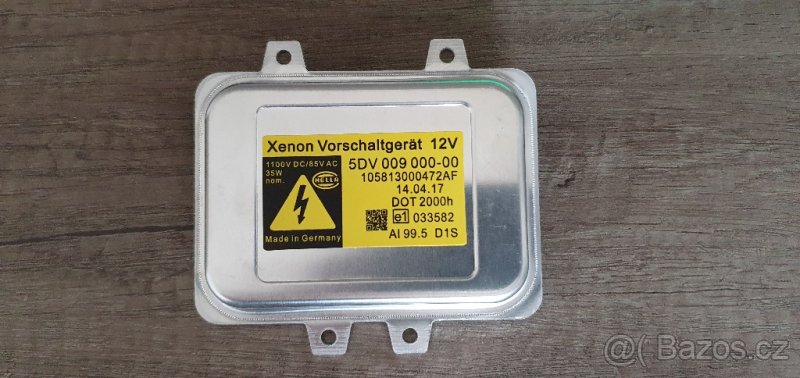 Xenon Vorschaltgerät 12V
1100V DC/85V AC
35W
nom.
HELLA
Made in Germany
5DV 009 000-00
105813000472AF
14.04.17
DOT 2000h
e1 033582
Al 99.5 D1S
@( Bazos.cz